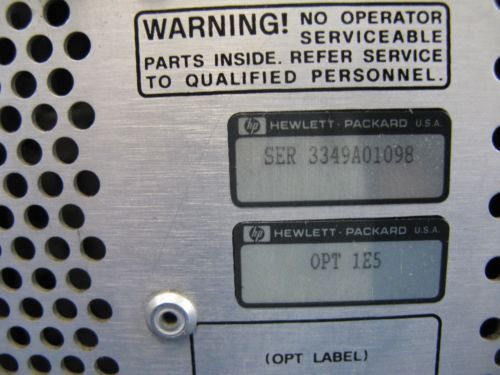 WARNING! NO OPERATOR
SERVICEABLE
PARTS INSIDE. REFER SERVICE
TO QUALIFIED PERSONNEL.
hp HEWLETT · PACKARD U.S.A.
SER 3349A01098
hp HEWLETT · PACKARD U.S.A.
OPT 1E5
(OPT LABEL)